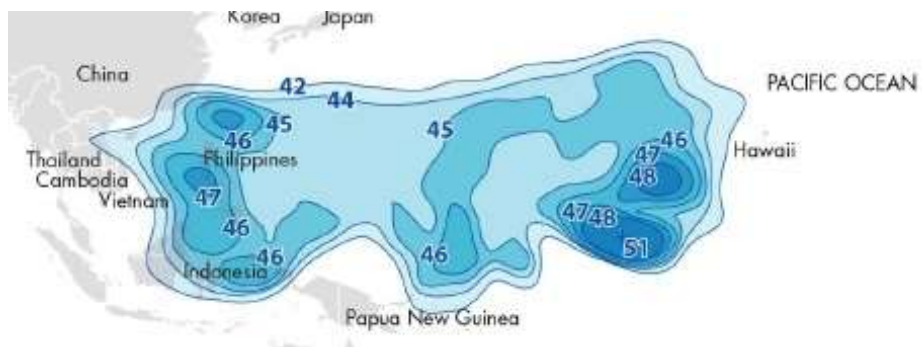 Korea
Japan
China
42
44
PACIFIC OCEAN
45
45
46
46
Philippines
47
Hawaii
Thailand
Cambodia
48
Vietnam
47
47
48
46
51
46
46
Indonesia
Papua New Guinea